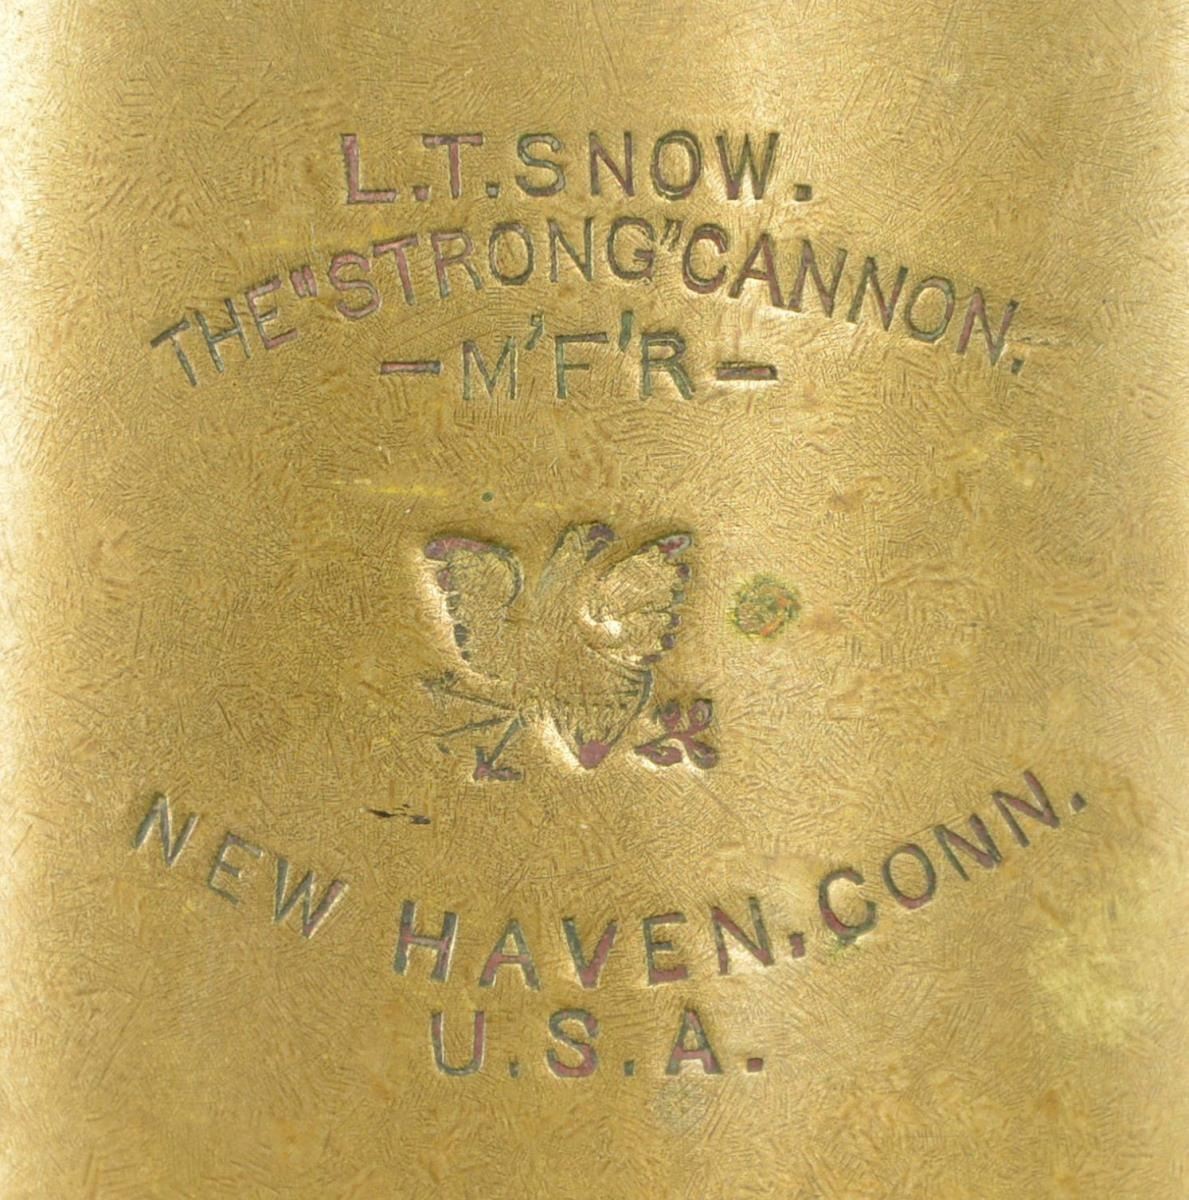 L.T.SNOW.
THE "STRONG" CANNON.
- M'F'R -
NEW HAVEN, CONN.
U.S.A.